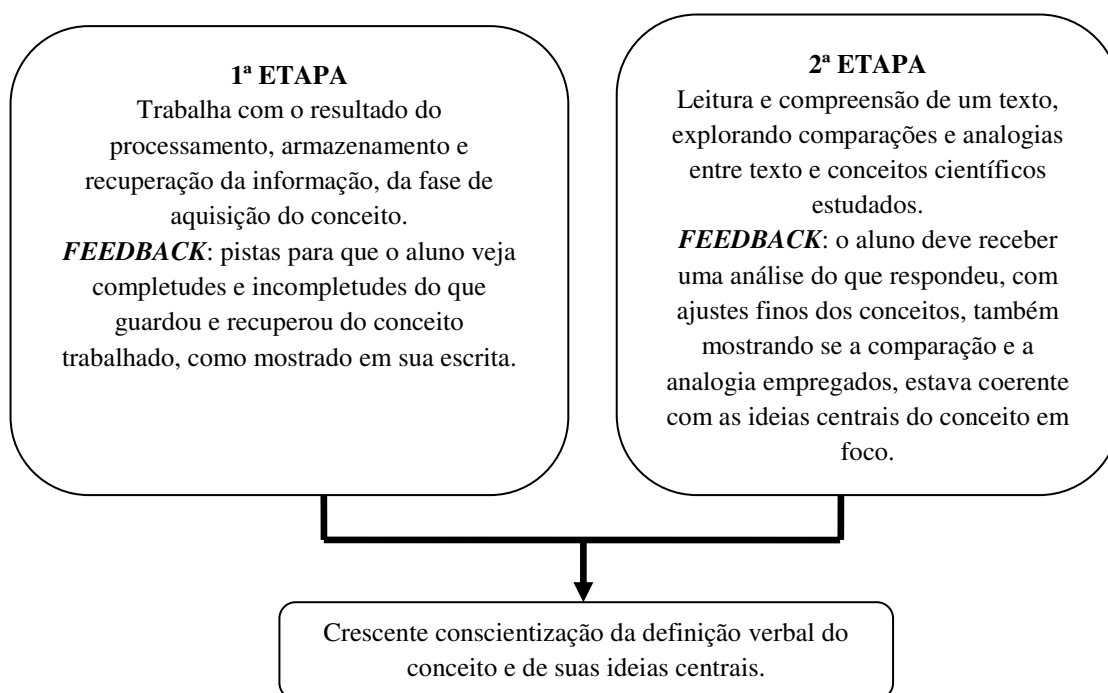 1ª ETAPA
Trabalha com o resultado do
processamento, armazenamento e
recuperação da informação, da fase de
aquisição do conceito.
FEEDBACK: pistas para que o aluno veja
completudes e incompletudes do que
guardou e recuperou do conceito
trabalhado, como mostrado em sua escrita.
2ª ETAPA
Leitura e compreensão de um texto,
explorando comparações e analogias
entre texto e conceitos científicos
estudados.
FEEDBACK: o aluno deve receber
uma análise do que respondeu, com
ajustes finos dos conceitos, também
mostrando se a comparação e a
analogia empregados, estava coerente
com as ideias centrais do conceito em
foco.
Crescente conscientização da definição verbal do
conceito e de suas ideias centrais.